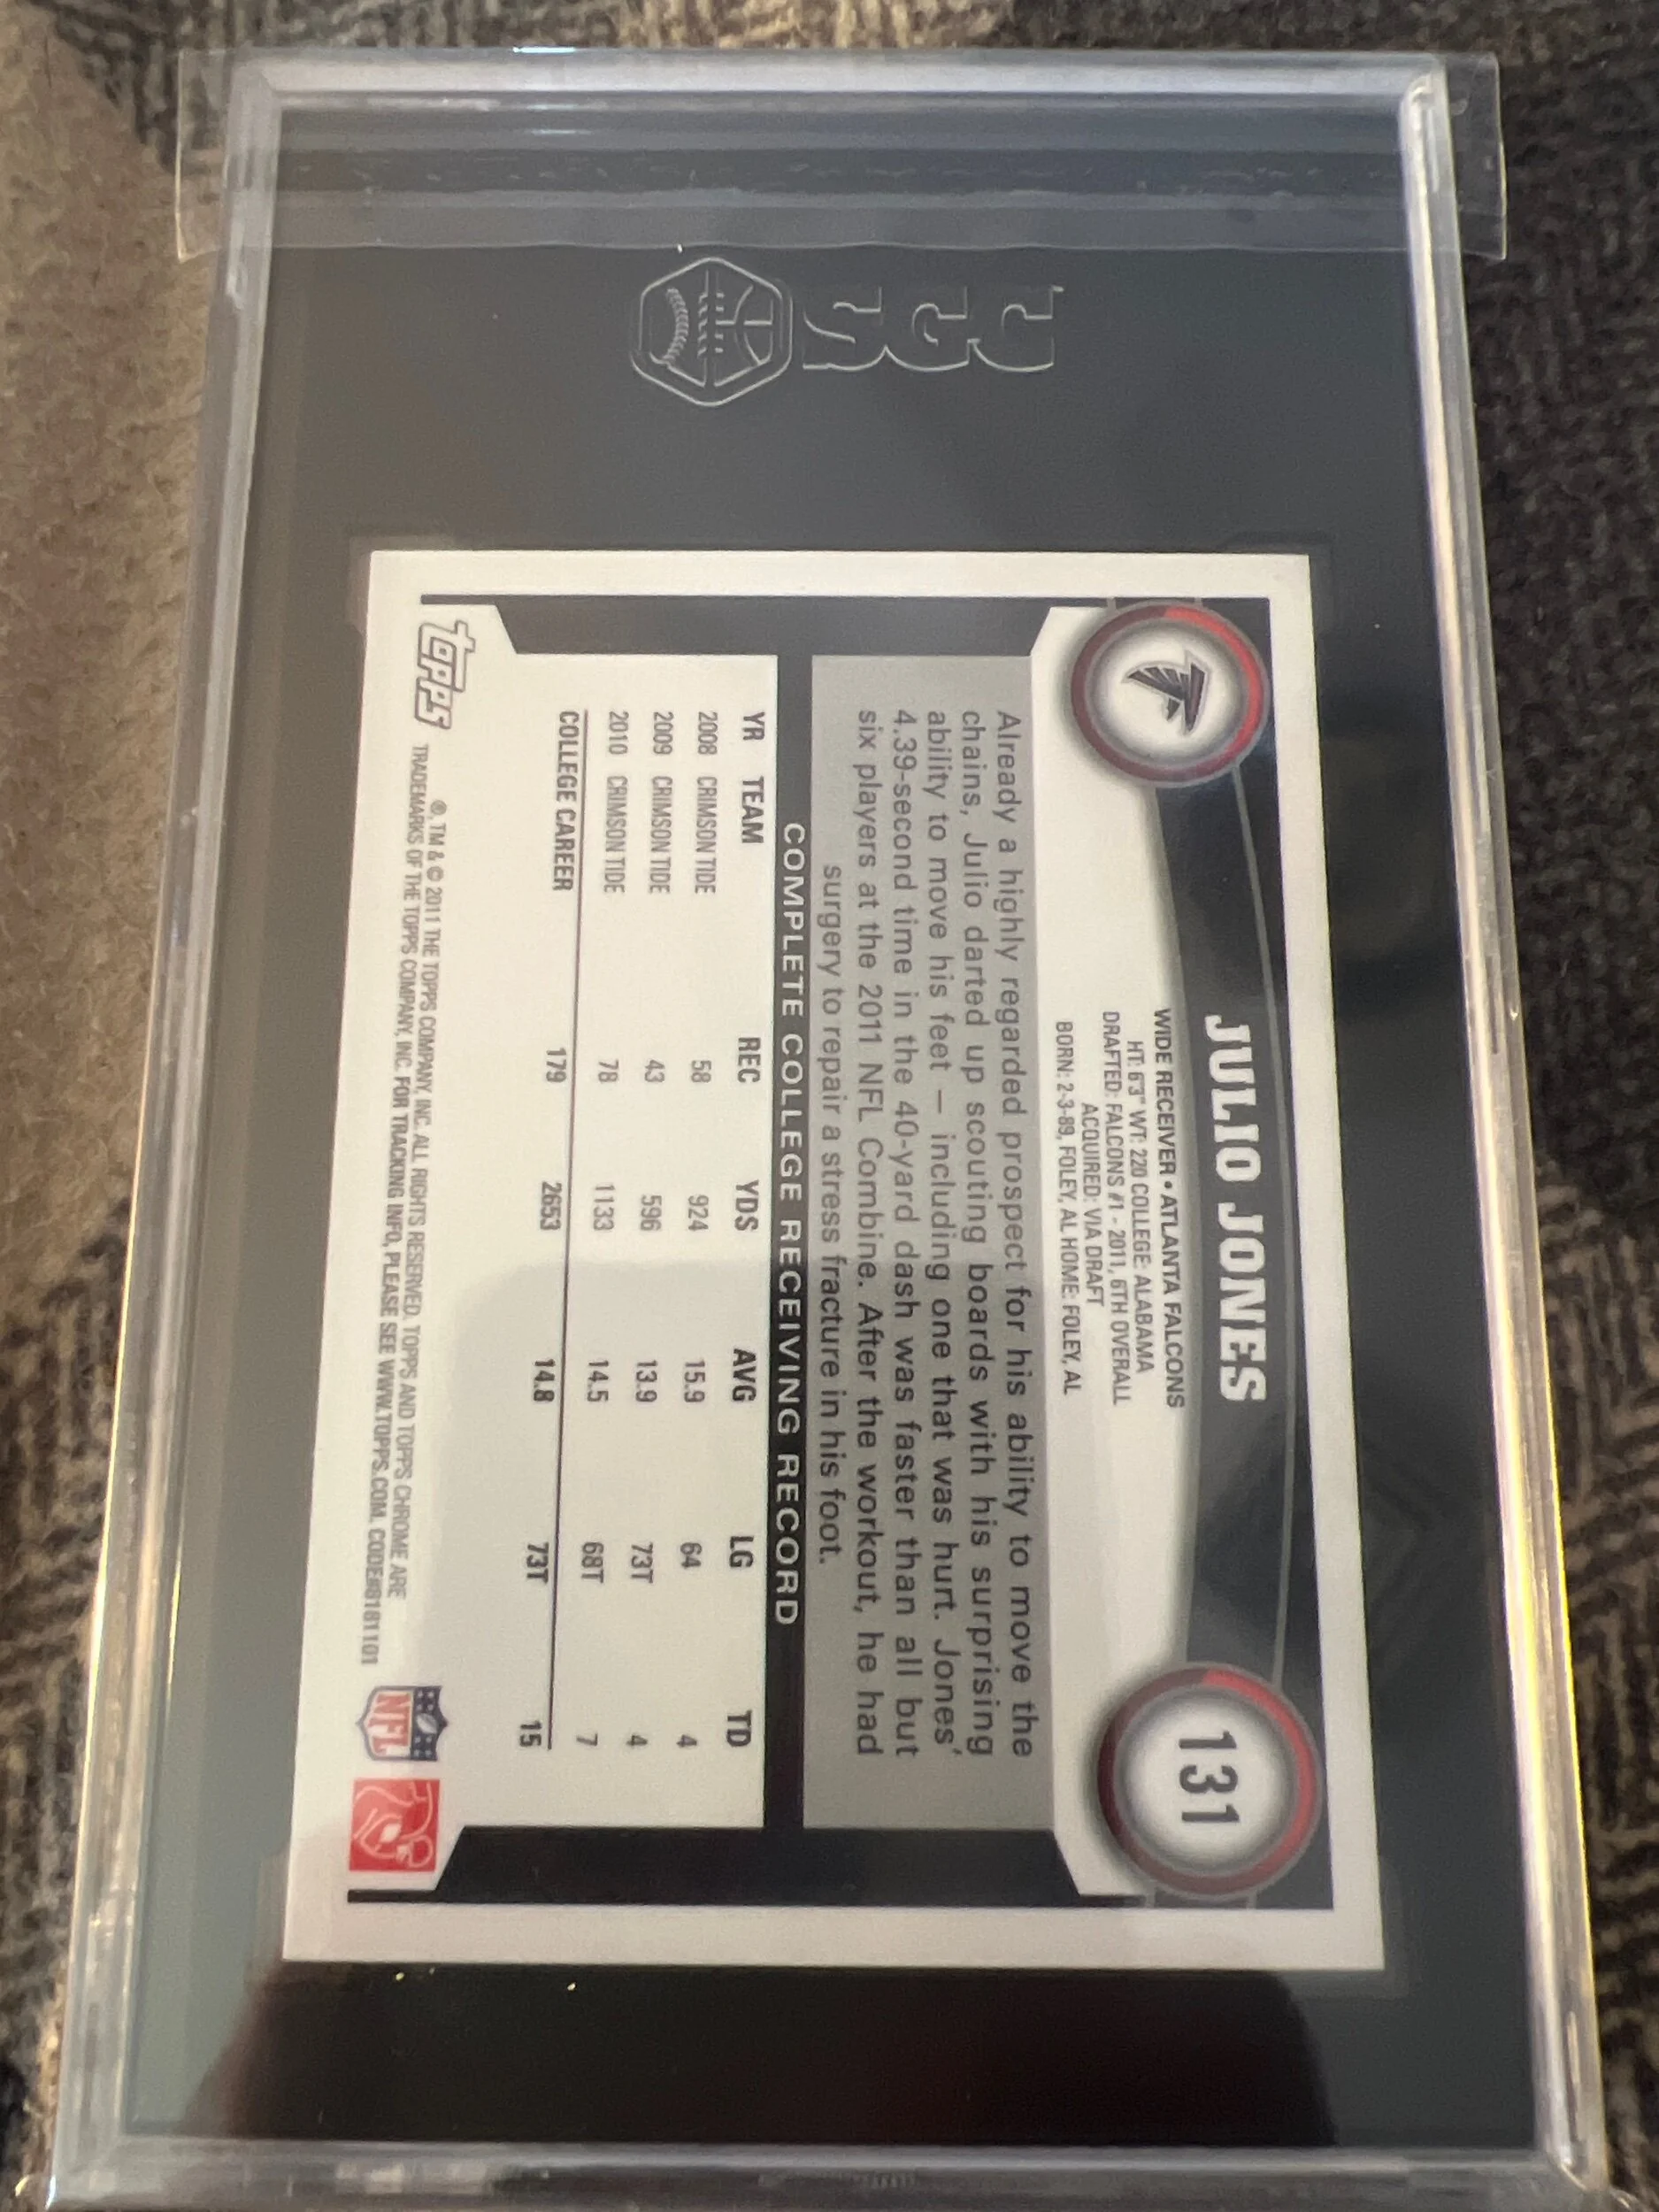 SGC
JULIO JONES
131
WIDE RECEIVER • ATLANTA FALCONS
HT: 6'3" WT: 220 COLLEGE: ALABAMA
DRAFTED: FALCONS #1 - 2011, 6TH OVERALL
ACQUIRED: VIA DRAFT
BORN: 2-3-89, FOLEY, AL HOME: FOLEY, AL
Already a highly regarded prospect for his ability to move the
chains, Julio darted up scouting boards with his surprising
ability to move his feet — including one that was hurt. Jones'
4.39-second time in the 40-yard dash was faster than all but
six players at the 2011 NFL Combine. After the workout, he had
surgery to repair a stress fracture in his foot.
COMPLETE COLLEGE RECEIVING RECORD
YR TEAM REC YDS AVG LG TD
2008 CRIMSON TIDE 58 924 15.9 64 4
2009 CRIMSON TIDE 43 596 13.9 73T 4
2010 CRIMSON TIDE 78 1133 14.5 68T 7
COLLEGE CAREER 179 2653 14.8 73T 15
topps
®, TM & © 2011 THE TOPPS COMPANY, INC. ALL RIGHTS RESERVED. TOPPS AND TOPPS CHROME ARE
TRADEMARKS OF THE TOPPS COMPANY, INC. FOR TRACKING INFO, PLEASE SEE WWW.TOPPS.COM. CODE#8181101
NFL